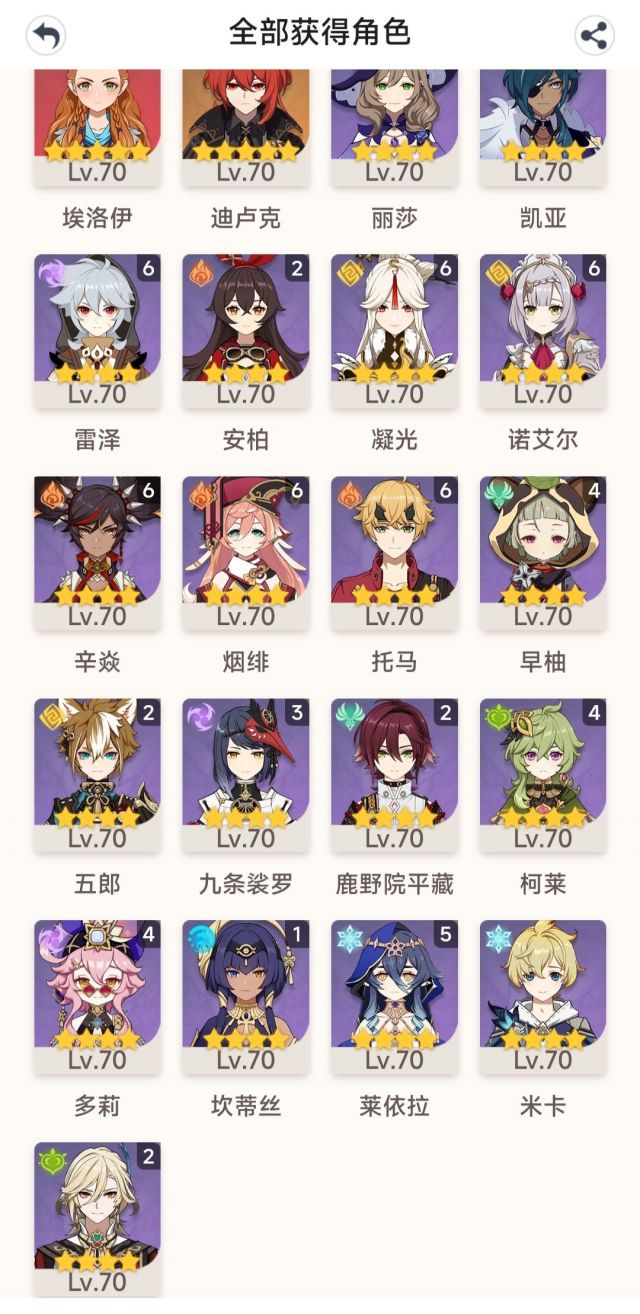 全部获得角色
Lv.70 Lv.70 Lv.70 Lv.70
埃洛伊 迪卢克 丽莎 凯亚
6 2 6 6
Lv.70 Lv.70 Lv.70 Lv.70
雷泽 安柏 凝光 诺艾尔
6 6 6 4
Lv.70 Lv.70 Lv.70 Lv.70
辛焱 烟绯 托马 早柚
2 3 2 4
Lv.70 Lv.70 Lv.70 Lv.70
五郎 九条裟罗 鹿野院平藏 柯莱
4 1 5
Lv.70 Lv.70 Lv.70 Lv.70
多莉 坎蒂丝 莱依拉 米卡
2
Lv.70